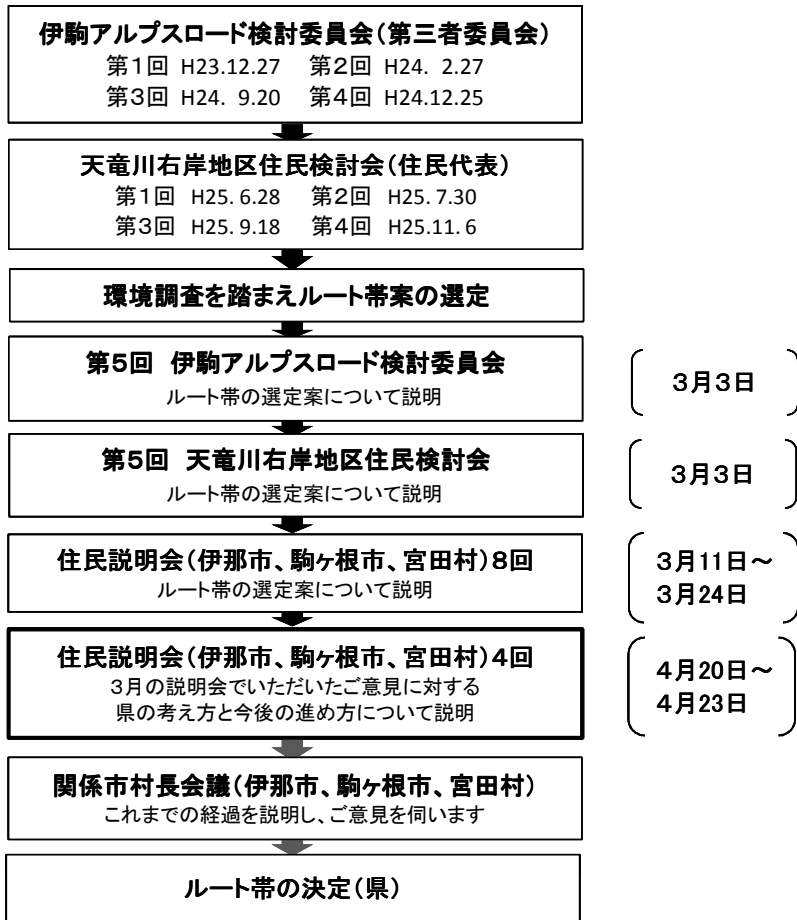 伊駒アルプスロード検討委員会(第三者委員会)
第1回 H23.12.27 第2回 H24. 2.27
第3回 H24. 9.20 第4回 H24.12.25
天竜川右岸地区住民検討会(住民代表)
第1回 H25. 6.28 第2回 H25. 7.30
第3回 H25. 9.18 第4回 H25.11. 6
環境調査を踏まえルート帯案の選定
第5回 伊駒アルプスロード検討委員会
ルート帯の選定案について説明
3月3日
第5回 天竜川右岸地区住民検討会
ルート帯の選定案について説明
3月3日
住民説明会(伊那市、駒ヶ根市、宮田村)8回
ルート帯の選定案について説明
3月11日～
3月24日
住民説明会(伊那市、駒ヶ根市、宮田村)4回
3月の説明会でいただいたご意見に対する
県の考え方と今後の進め方について説明
4月20日～
4月23日
関係市村長会議(伊那市、駒ヶ根市、宮田村)
これまでの経過を説明し、ご意見を伺います
ルート帯の決定(県)